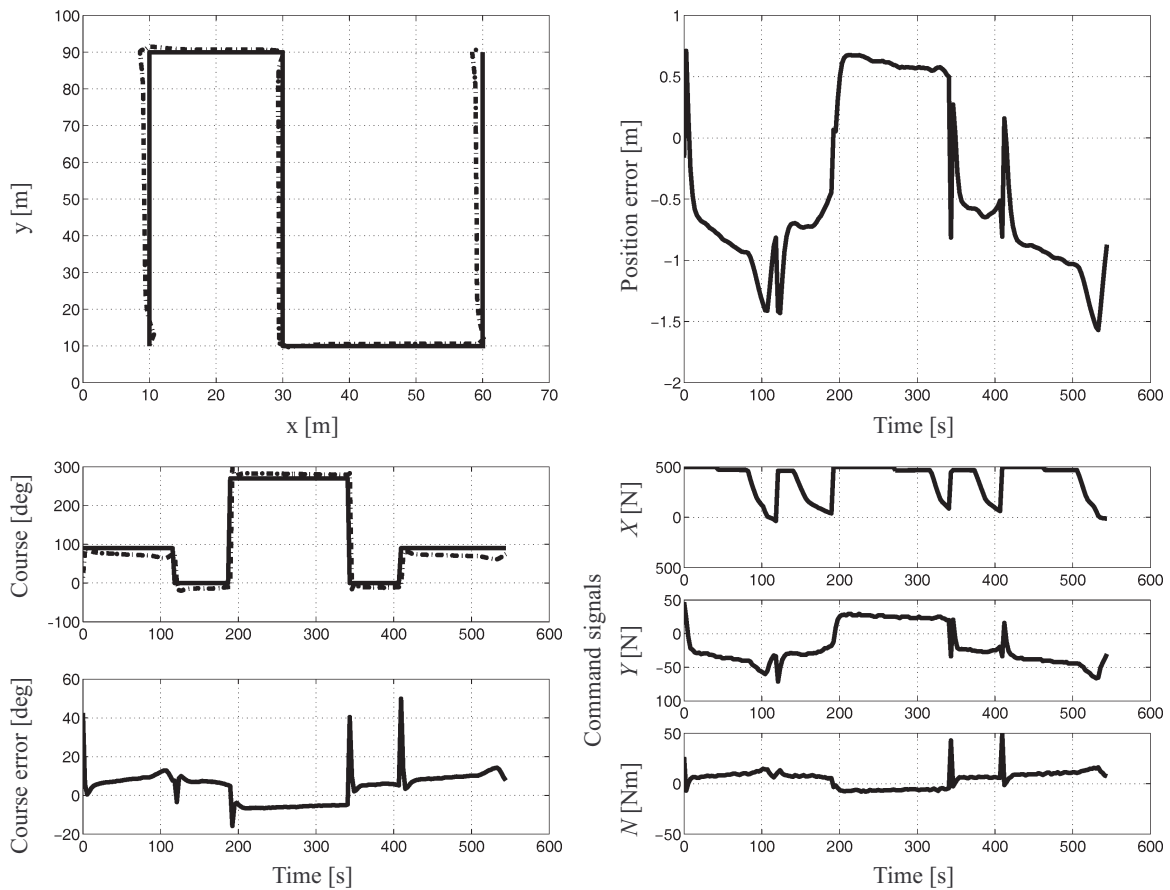 100
90
80
70
60
50
40
30
20
10
0
y [m]
0 10 20 30 40 50 60 70
x [m]
1
0.5
0
−0.5
−1
−1.5
−2
Position error [m]
0 100 200 300 400 500 600
Time [s]
300
200
100
0
−100
Course [deg]
0 100 200 300 400 500 600
60
40
20
0
−20
Course error [deg]
0 100 200 300 400 500 600
Time [s]
Command signals
500
0
500
X [N]
0 100 200 300 400 500 600
50
0
−50
100
Y [N]
0 100 200 300 400 500 600
50
0
−50
N [Nm]
0 100 200 300 400 500 600
Time [s]